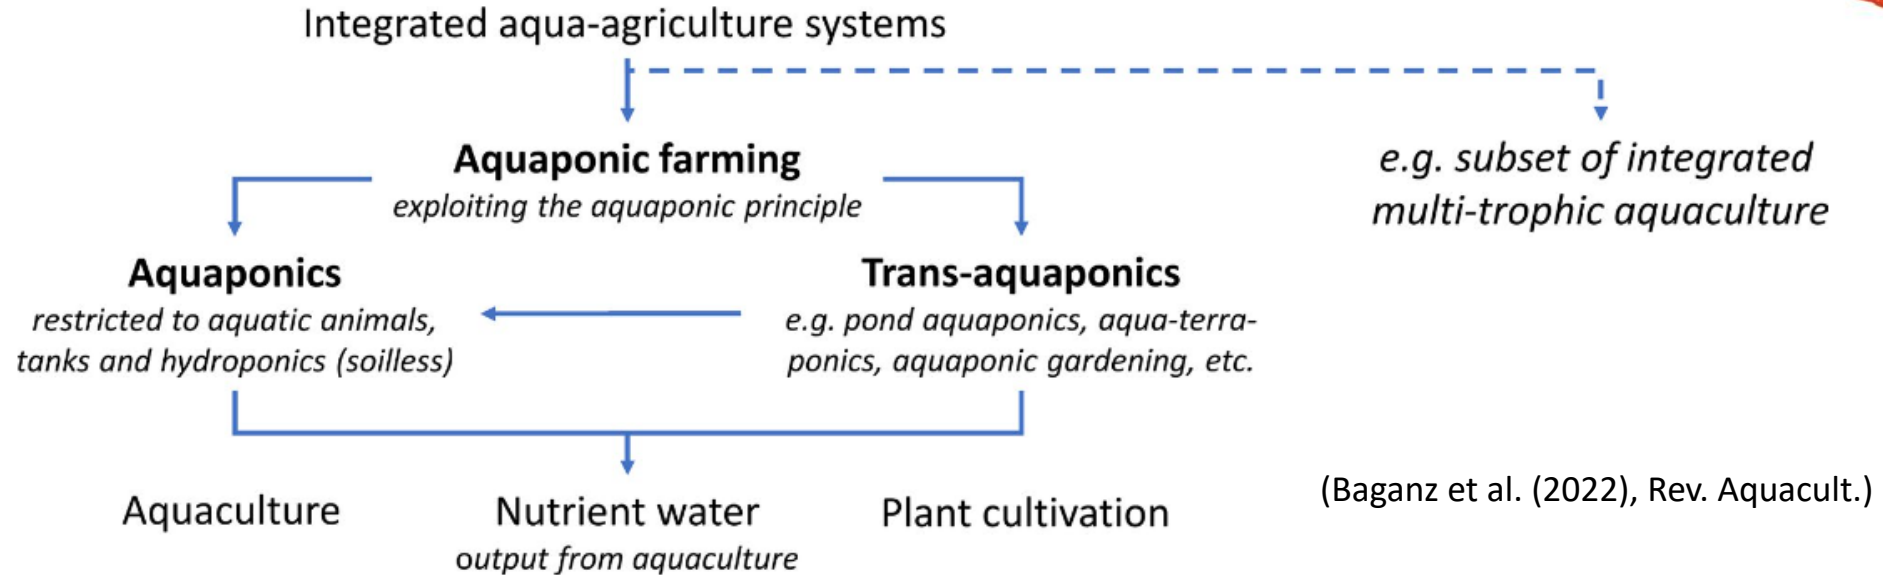 Integrated aqua-agriculture systems
Aquaponic farming
exploiting the aquaponic principle
e.g. subset of integrated
multi-trophic aquaculture
Aquaponics
restricted to aquatic animals,
tanks and hydroponics (soilless)
Trans-aquaponics
e.g. pond aquaponics, aqua-terra-
ponics, aquaponic gardening, etc.
Aquaculture
Nutrient water
output from aquaculture
Plant cultivation
(Baganz et al. (2022), Rev. Aquacult.)